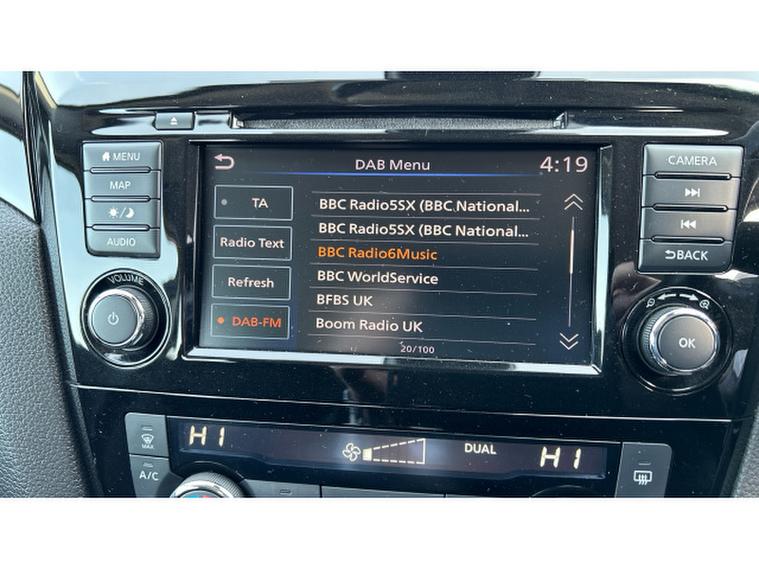 MENU
MAP
AUDIO
VOLUME
DAB Menu
4:19
TA
Radio Text
Refresh
DAB-FM
BBC Radio5SX (BBC National...
BBC Radio5SX (BBC National...
BBC Radio6Music
BBC WorldService
BFBS UK
Boom Radio UK
20/100
CAMERA
BACK
OK
MAX
A/C
HI
DUAL
HI